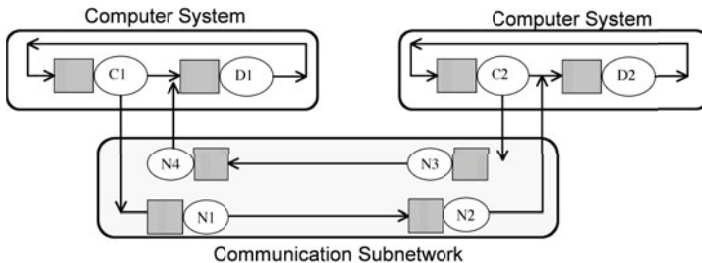 Computer System
Computer System
C1
D1
C2
D2
N4
N3
N1
N2
Communication Subnetwork